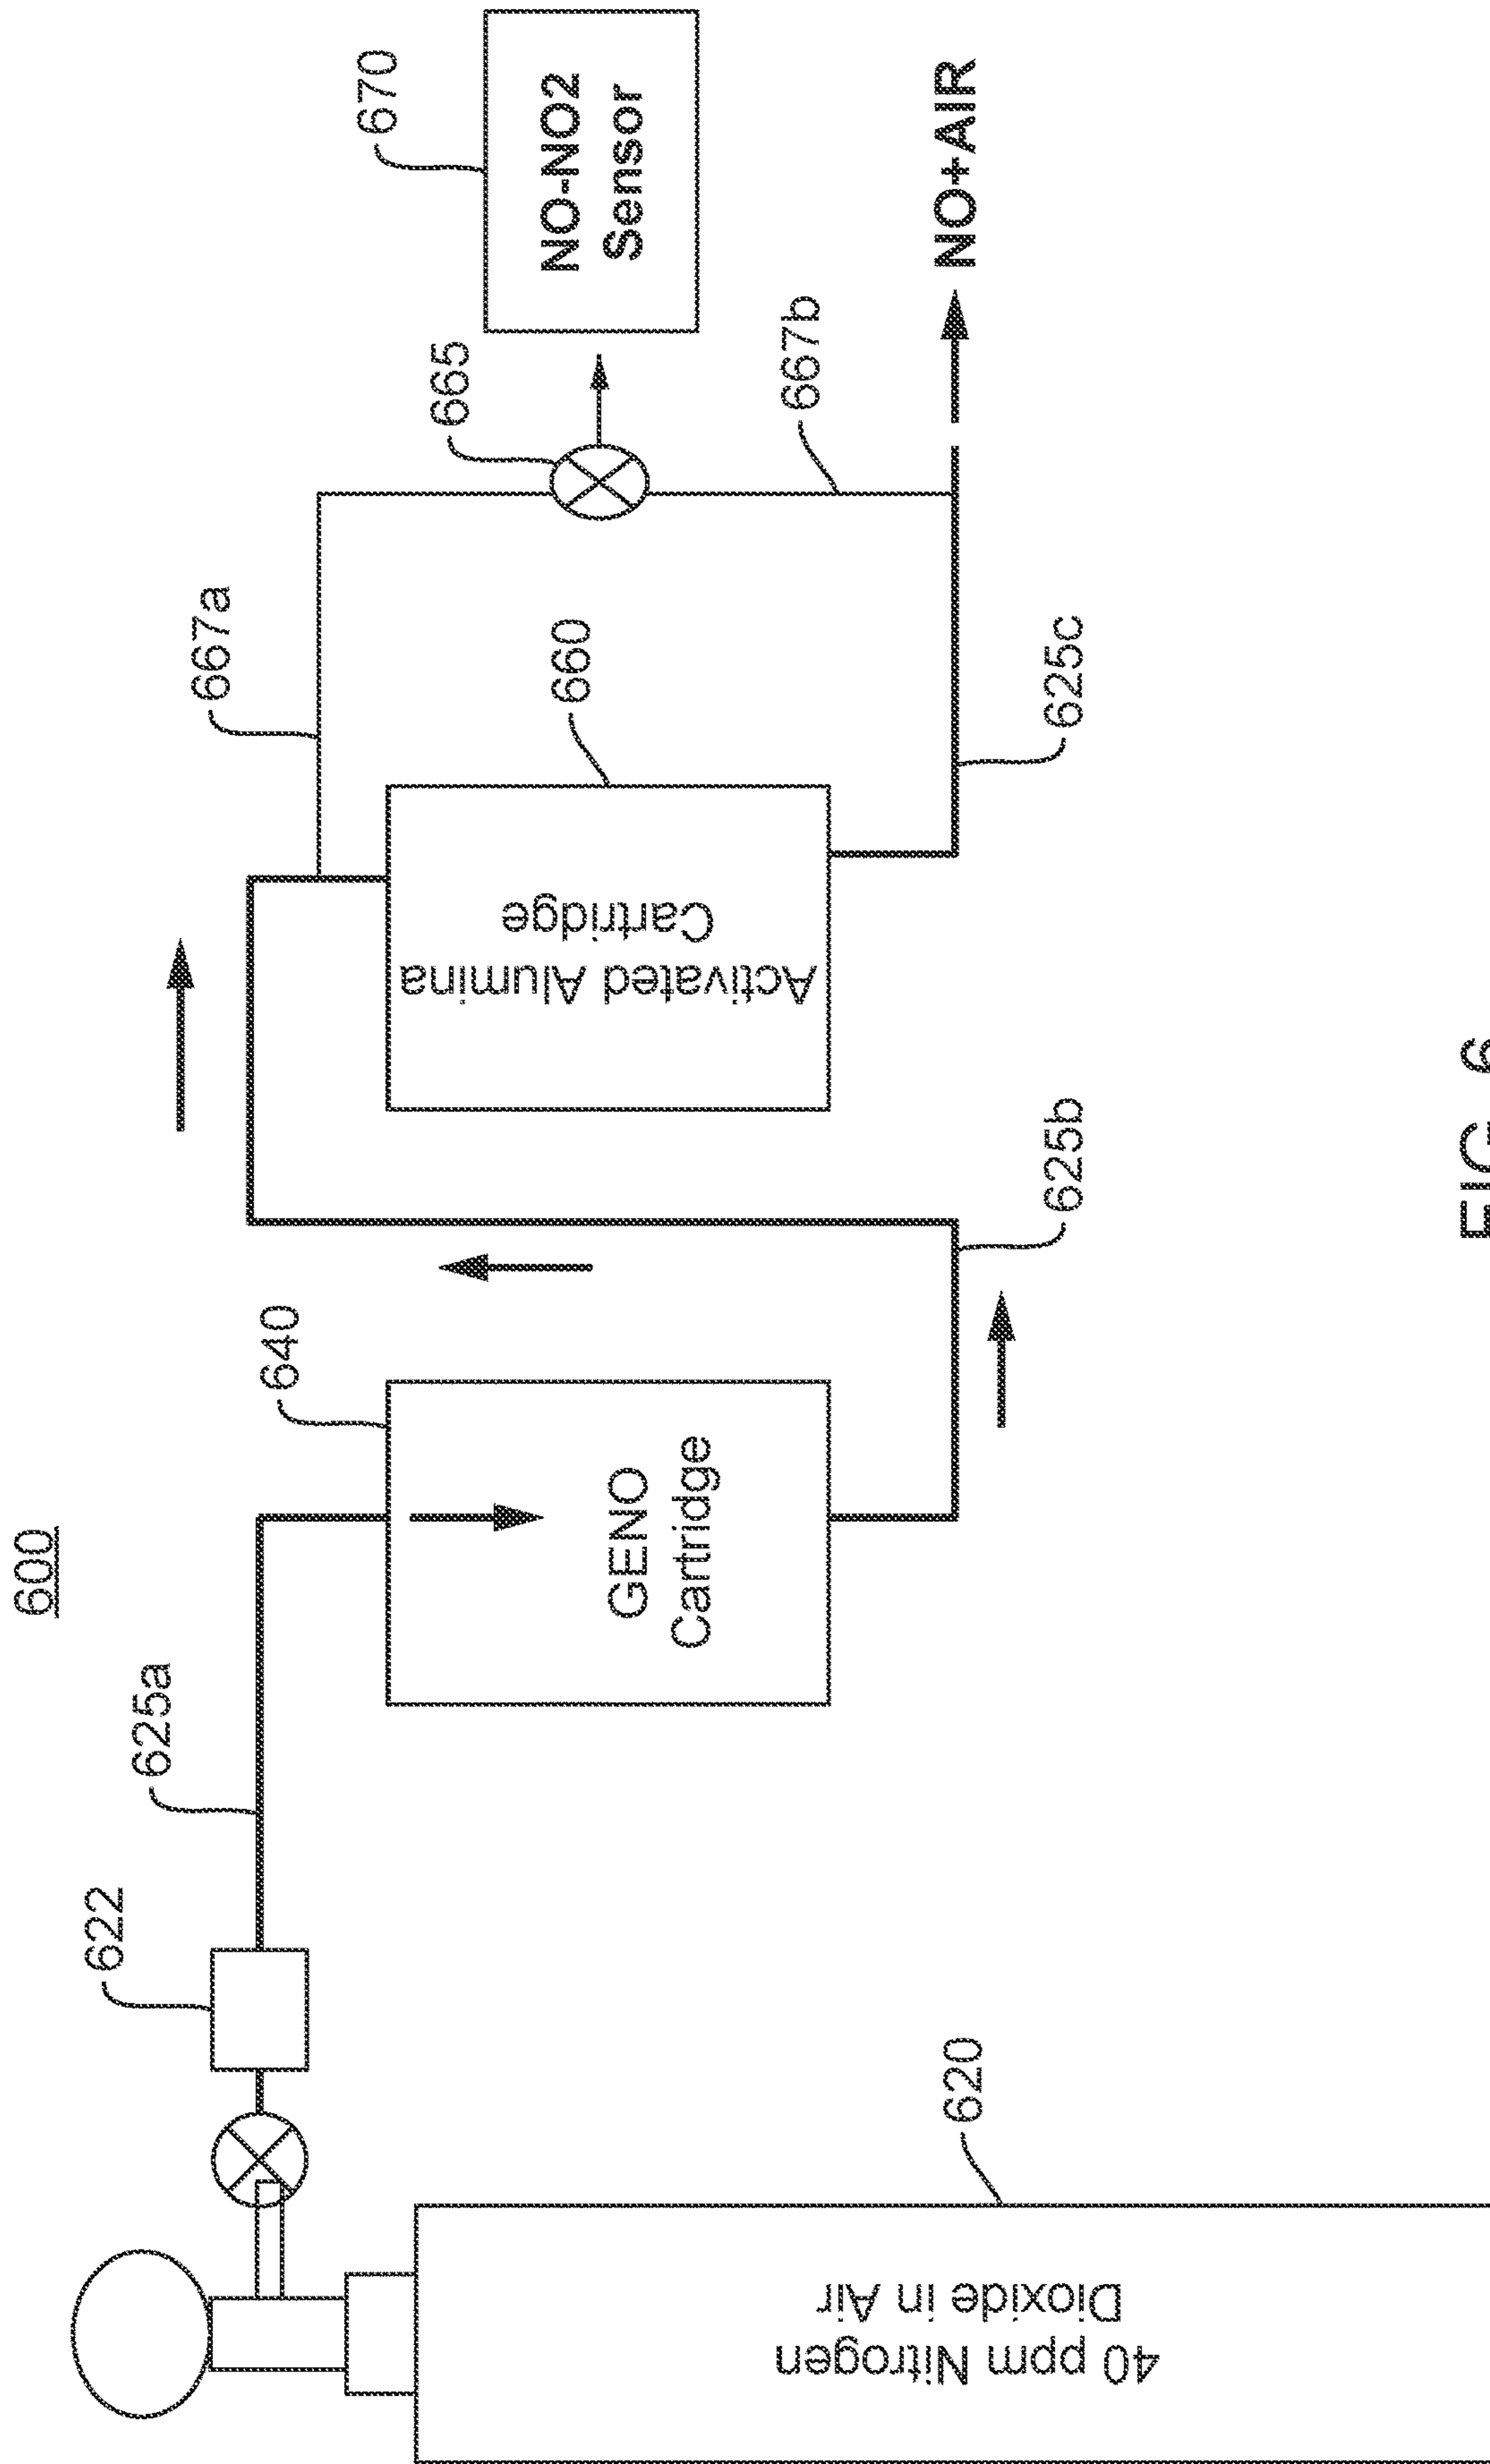 600
622
625a
640
667a
660
665
670
NO-NO2
Sensor
667b
NO+AIR
625c
Activated Alumina
Cartridge
625b
GENO
Cartridge
620
40 ppm Nitrogen
Dioxide in Air
FIG. 6